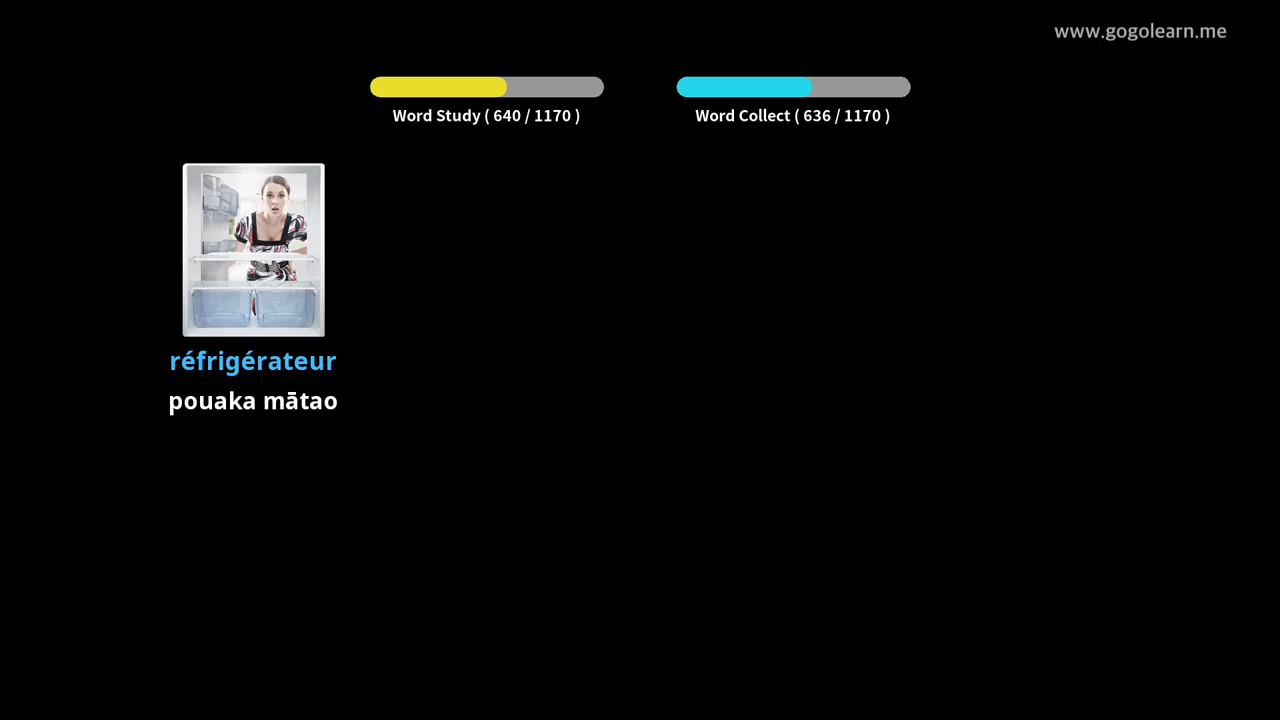 www.gogolearn.me
Word Study ( 640 / 1170 )
Word Collect ( 636 / 1170 )
réfrigérateur
pouaka mātao